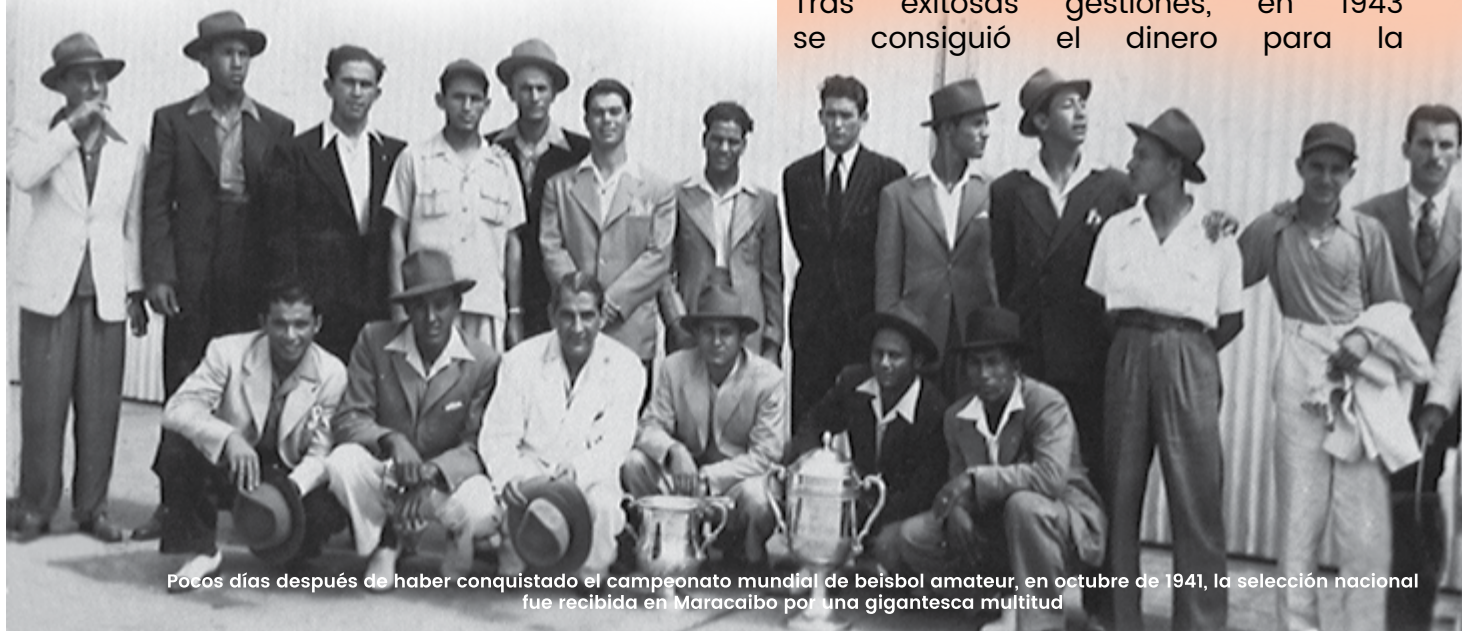 Tras exitosas gestiones, en 1943
se consiguió el dinero para la
Pocos días después de haber conquistado el campeonato mundial de beisbol amateur, en octubre de 1941, la selección nacional
fue recibida en Maracaibo por una gigantesca multitud